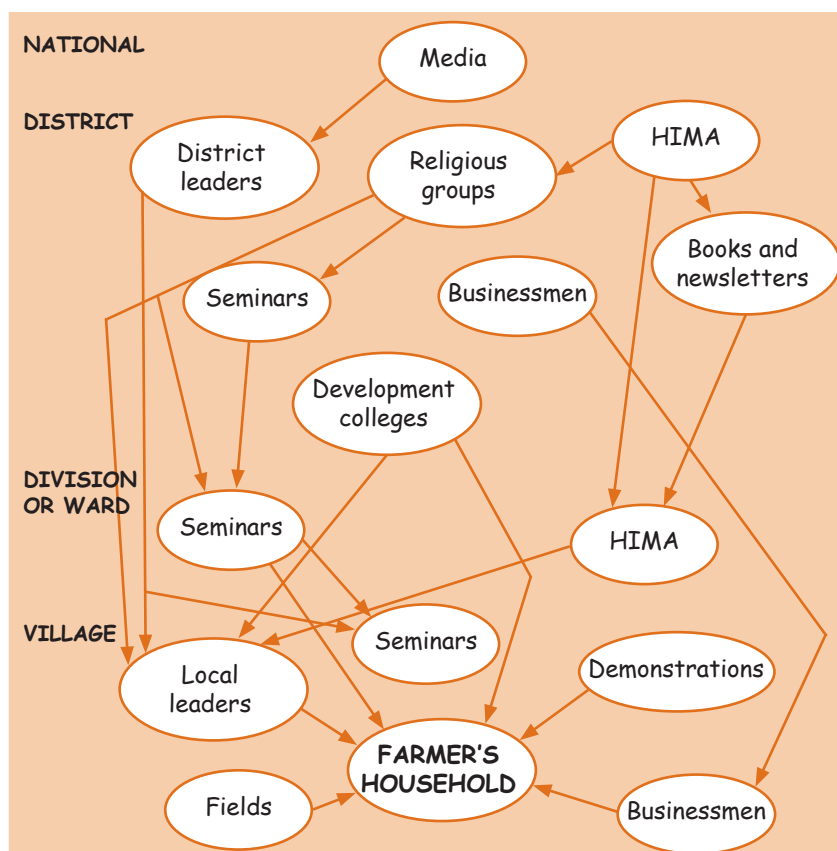 NATIONAL
Media
DISTRICT
District
leaders
Religious
groups
HIMA
Books and
newsletters
Seminars
Businessmen
Development
colleges
DIVISION
OR WARD
Seminars
HIMA
VILLAGE
Seminars
Local
leaders
Demonstrations
FARMER'S
HOUSEHOLD
Fields
Businessmen